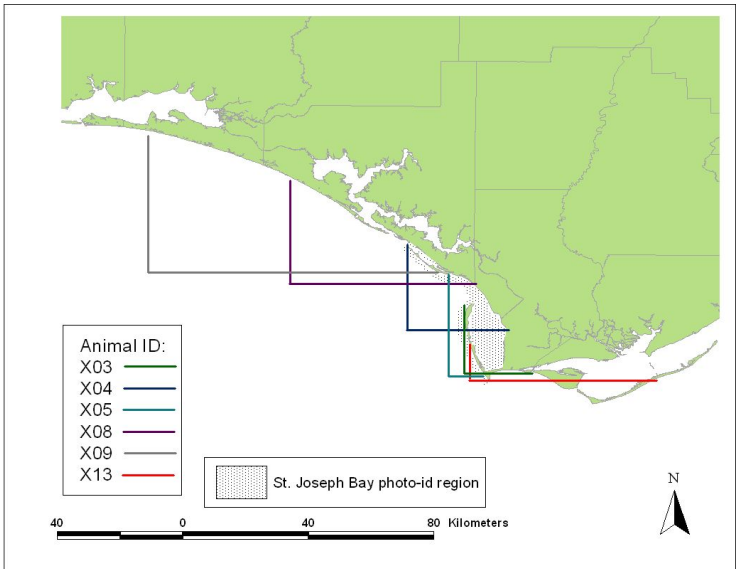 Animal ID:
X03
X04
X05
X08
X09
X13
St. Joseph Bay photo-id region
N
40 0 40 80 Kilometers